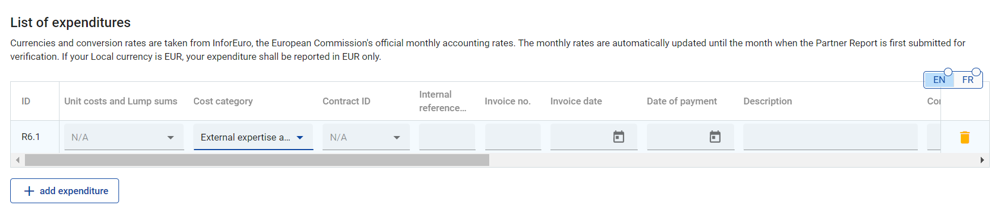 List of expenditures
Currencies and conversion rates are taken from InforEuro, the European Commission's official monthly accounting rates. The monthly rates are automatically updated until the month when the Partner Report is first submitted for
verification. If your Local currency is EUR, your expenditure shall be reported in EUR only.
EN FR
ID Unit costs and Lump sums Cost category Contract ID Internal reference... Invoice no. Invoice date Date of payment Description
R6.1 N/A External expertise a... N/A
add expenditure